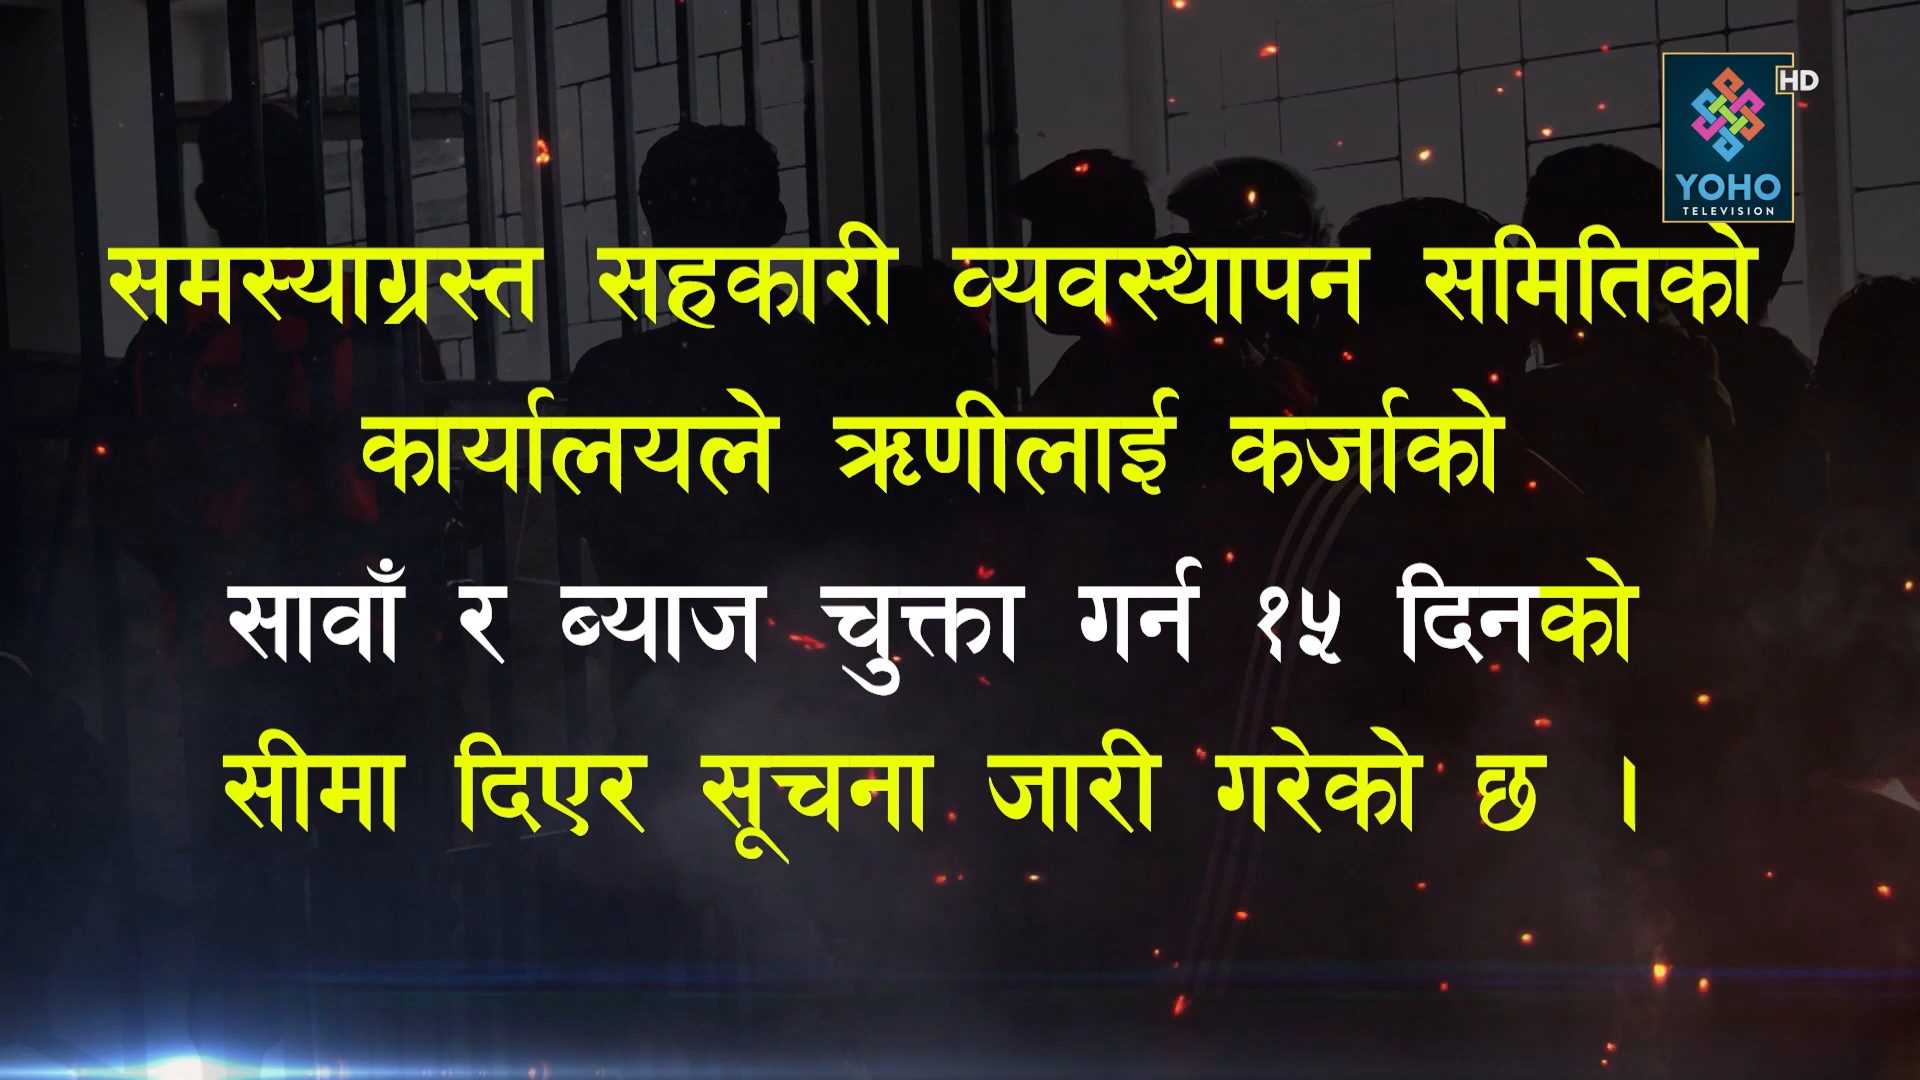 HD
YOHO
TELEVISION
समस्याग्रस्त सहकारी व्यवस्थापन समितिको
कार्यालयले ऋणीलाई कर्जाको
सावाँ र ब्याज चुक्ता गर्न १५ दिनको
सीमा दिएर सूचना जारी गरेको छ ।